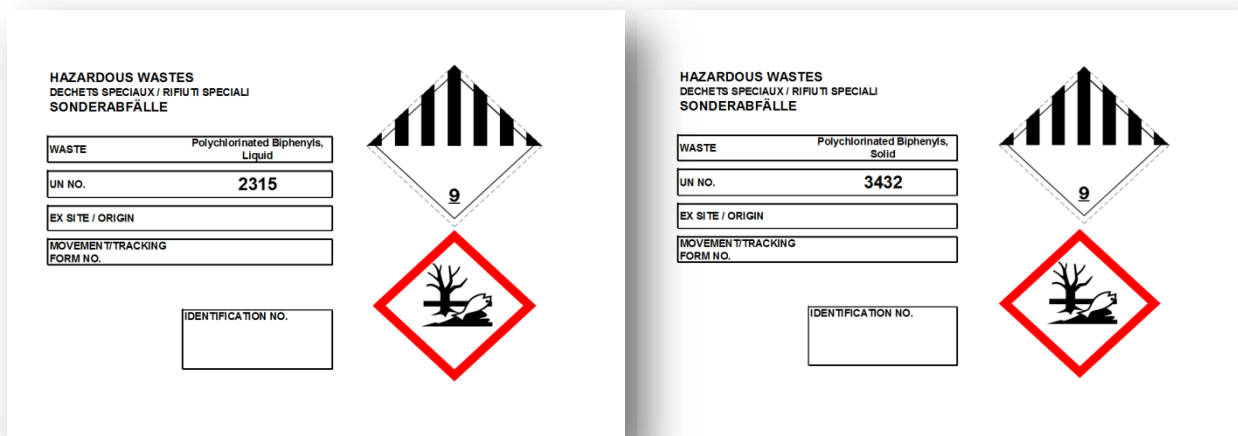 HAZARDOUS WASTES
DECHETS SPECIAUX / RIFIUTI SPECIALI
SONDERABFÄLLE
WASTE
Polychlorinated Biphenyls,
Liquid
UN NO.
2315
EX SITE / ORIGIN
MOVEMENT/TRACKING
FORM NO.
IDENTIFICATION NO.
9
HAZARDOUS WASTES
DECHETS SPECIAUX / RIFIUTI SPECIALI
SONDERABFÄLLE
WASTE
Polychlorinated Biphenyls,
Solid
UN NO.
3432
EX SITE / ORIGIN
MOVEMENT/TRACKING
FORM NO.
IDENTIFICATION NO.
9